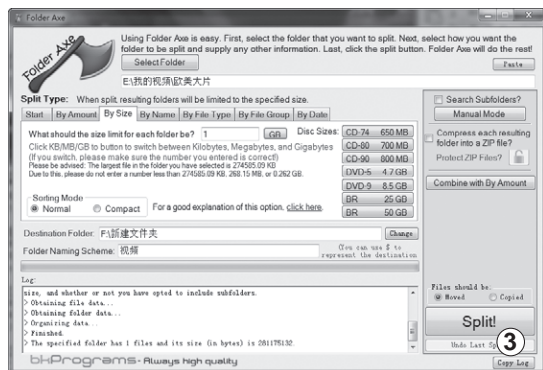 Folder Axe
Folder Axe
Using Folder Axe is easy. First, select the folder that you want to split. Next, select how you want the
folder to be split and supply any other information. Last, click the split button. Folder Axe will do the rest!
Select Folder
Paste
E:\我的視頻\歐美大片
Split Type: When split, resulting folders will be limited to the specified size.
Start By Amount By Size By Name By File Type By File Group By Date
What should be the size limit for each folder be? 1 GB
Click KB/MB/GB to button to switch between Kilobytes, Megabytes, and Gigabytes
(If you switch, please make sure the number you entered is correct!)
Please be advised: The largest file in the folder you have selected is 274585.09 KB
Due to this, please do not enter a number less than 274585.09 KB, 268.15 MB, or 0.262 GB.
Disc Sizes:
CD-74 650 MB
CD-80 700 MB
CD-90 800 MB
DVD-5 4.7 GB
DVD-9 8.5 GB
BR 25 GB
BR 50 GB
Sorting Mode
Normal Compact
For a good explanation of this option, click here.
Search Subfolders?
Manual Mode
Compress each resulting
folder into a ZIP file?
Protect ZIP Files?
Combine with By Amount
Destination Folder: F:\新建文件夾 Change
Folder Naming Scheme: 視頻
(You can use $ to
represent the destination
Log:
size, and whether or not you have opted to include subfolders.
> Obtaining file data...
> Obtaining folder data...
> Organizing data...
> Finished.
> The specified folder has 1 files and its size (in bytes) is 281175132.
Files should be:
Moved Copied
Split!
Undo Last Sp
3
bkPrograms - Always high quality
Copy Log